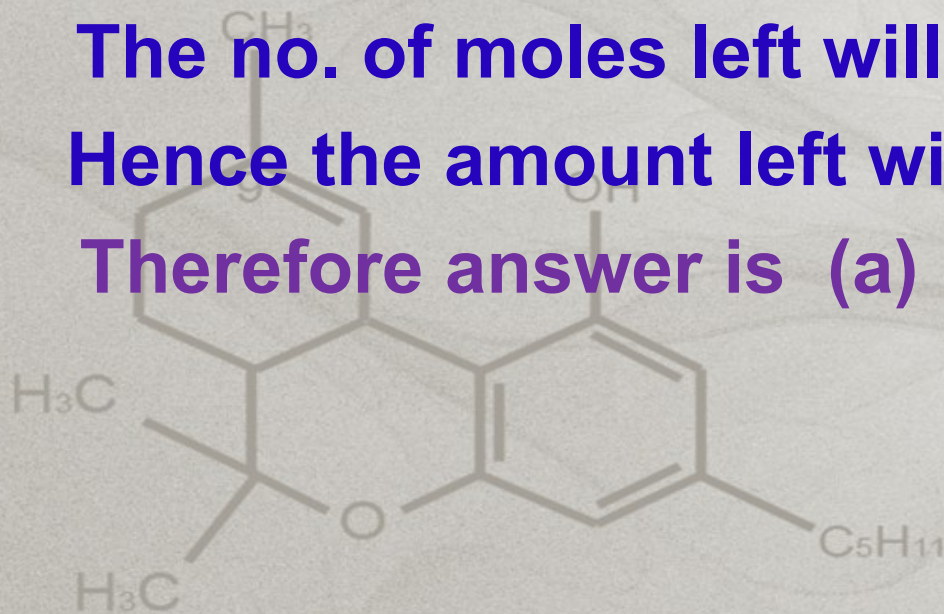 CH₃
The no. of moles left will
Hence the amount left wi
9
OH
Therefore answer is (a)
H₃C
O
C₅H₁₁
H₃C